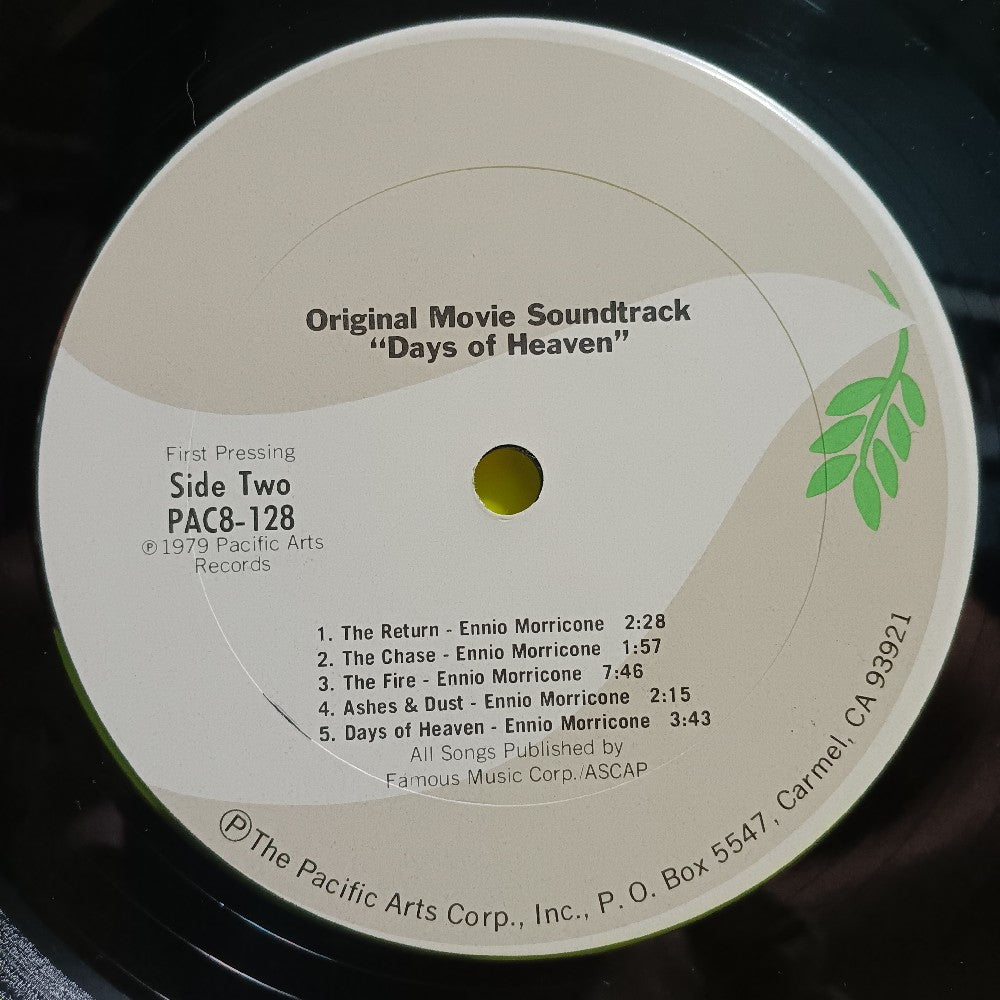 Original Movie Soundtrack
“Days of Heaven”
First Pressing
Side Two
PAC8-128
℗ 1979 Pacific Arts
Records
1. The Return - Ennio Morricone 2:28
2. The Chase - Ennio Morricone 1:57
3. The Fire - Ennio Morricone 7:46
4. Ashes & Dust - Ennio Morricone 2:15
5. Days of Heaven - Ennio Morricone 3:43
All Songs Published by
Famous Music Corp./ASCAP
℗ The Pacific Arts Corp., Inc., P. O. Box 5547, Carmel, CA 93921